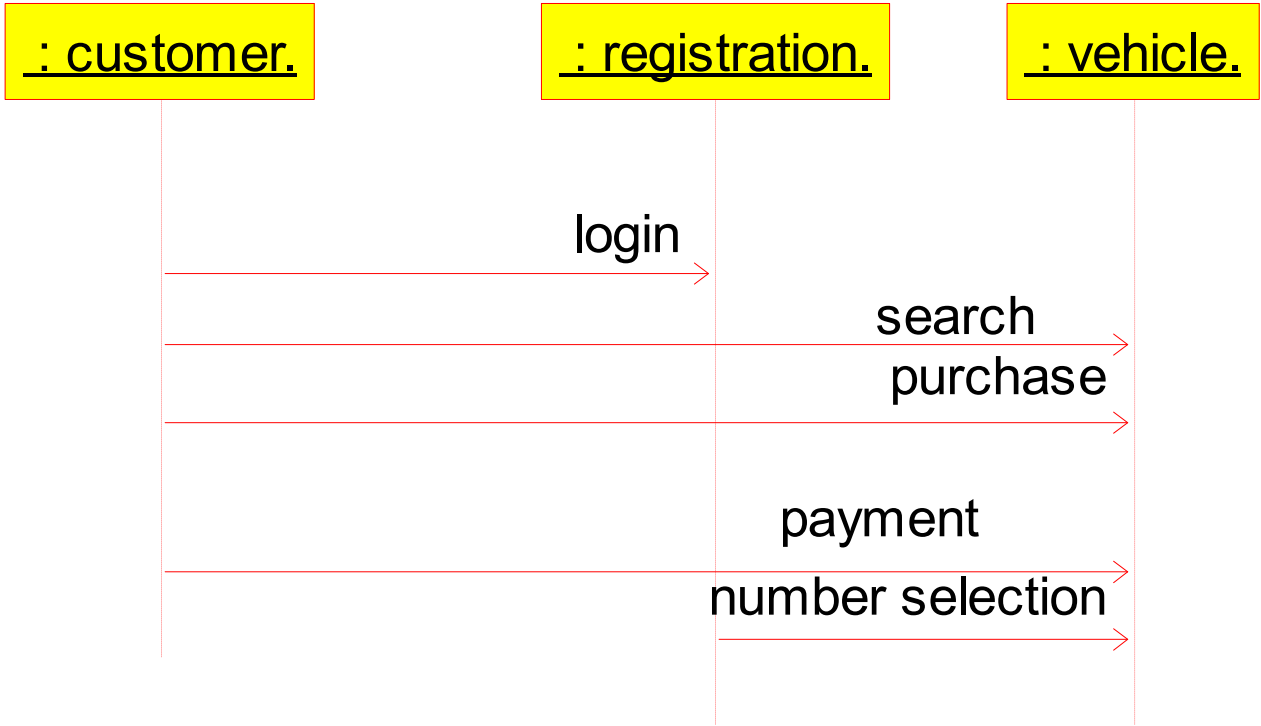 : customer.
: registration.
: vehicle.
login
search
purchase
payment
number selection